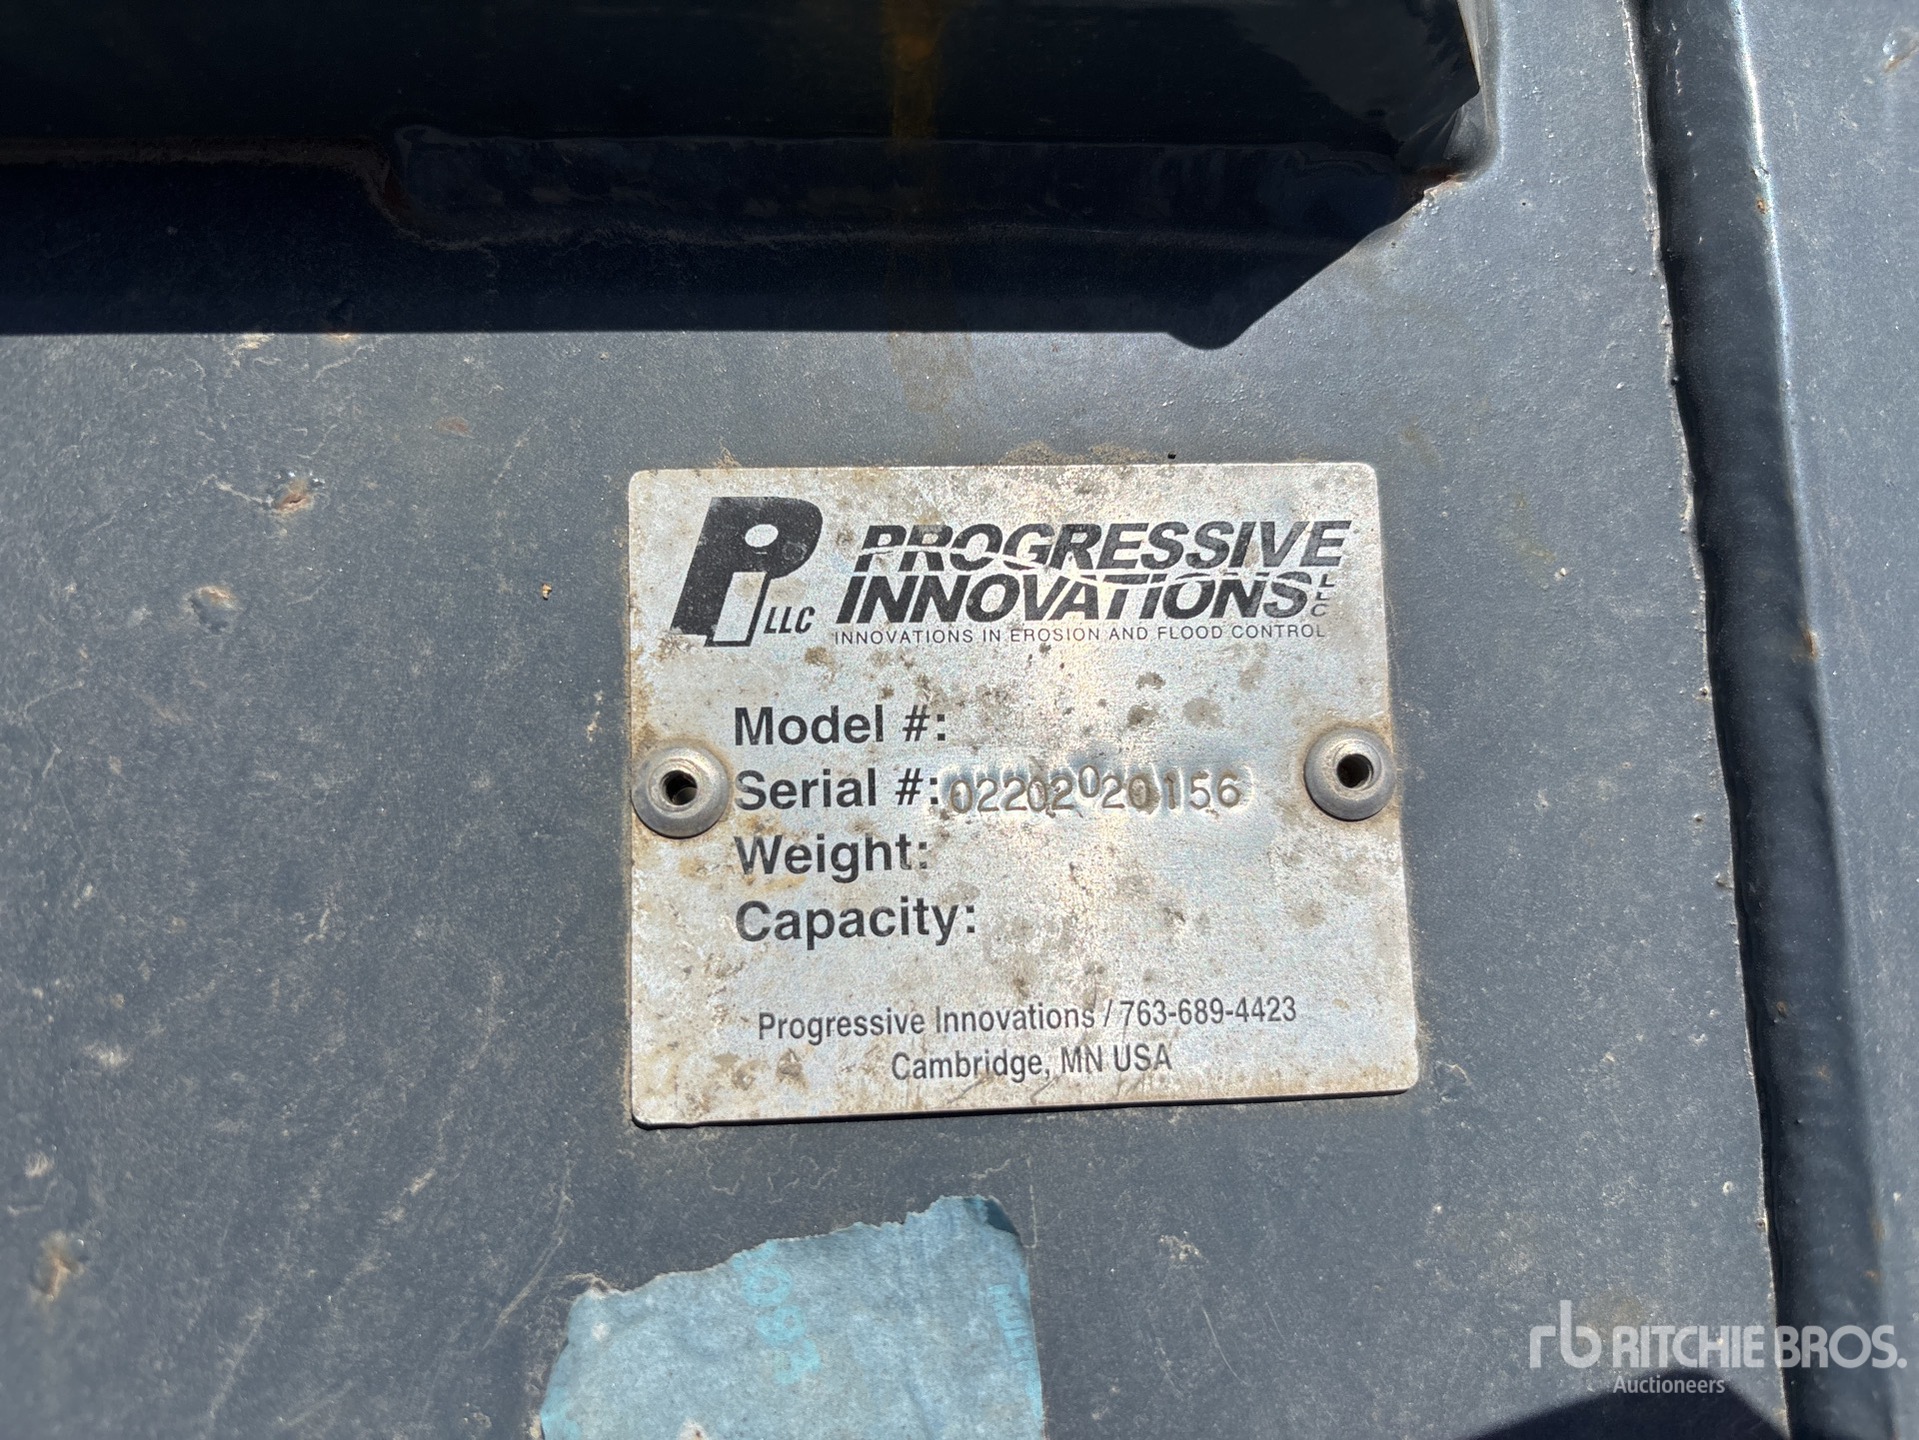 Pi LLC
PROGRESSIVE
INNOVATIONS LLC
INNOVATIONS IN EROSION AND FLOOD CONTROL
Model #:
Serial #: 02202020156
Weight:
Capacity:
Progressive Innovations / 763-689-4423
Cambridge, MN USA
rb RITCHIE BROS.
Auctioneers